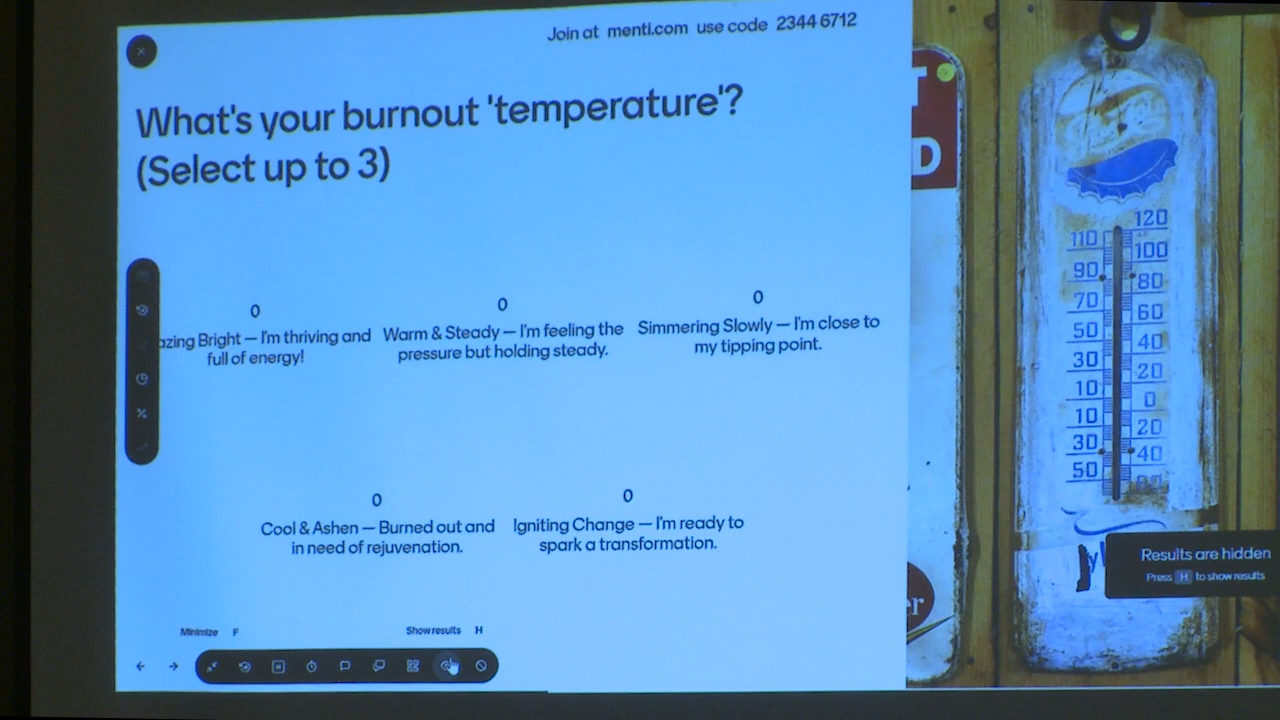 Join at menti.com use code 2344 6712
What's your burnout 'temperature'?
(Select up to 3)
0
azing Bright — I'm thriving and
full of energy!
0
Warm & Steady — I'm feeling the
pressure but holding steady.
0
Simmering Slowly — I'm close to
my tipping point.
0
Cool & Ashen — Burned out and
in need of rejuvenation.
0
Igniting Change — I'm ready to
spark a transformation.
Minimize F
Show results H
T
D
120
110
100
90
80
70
60
50
40
30
20
10
0
10
20
30
40
50
er
Results are hidden
Press H to show results